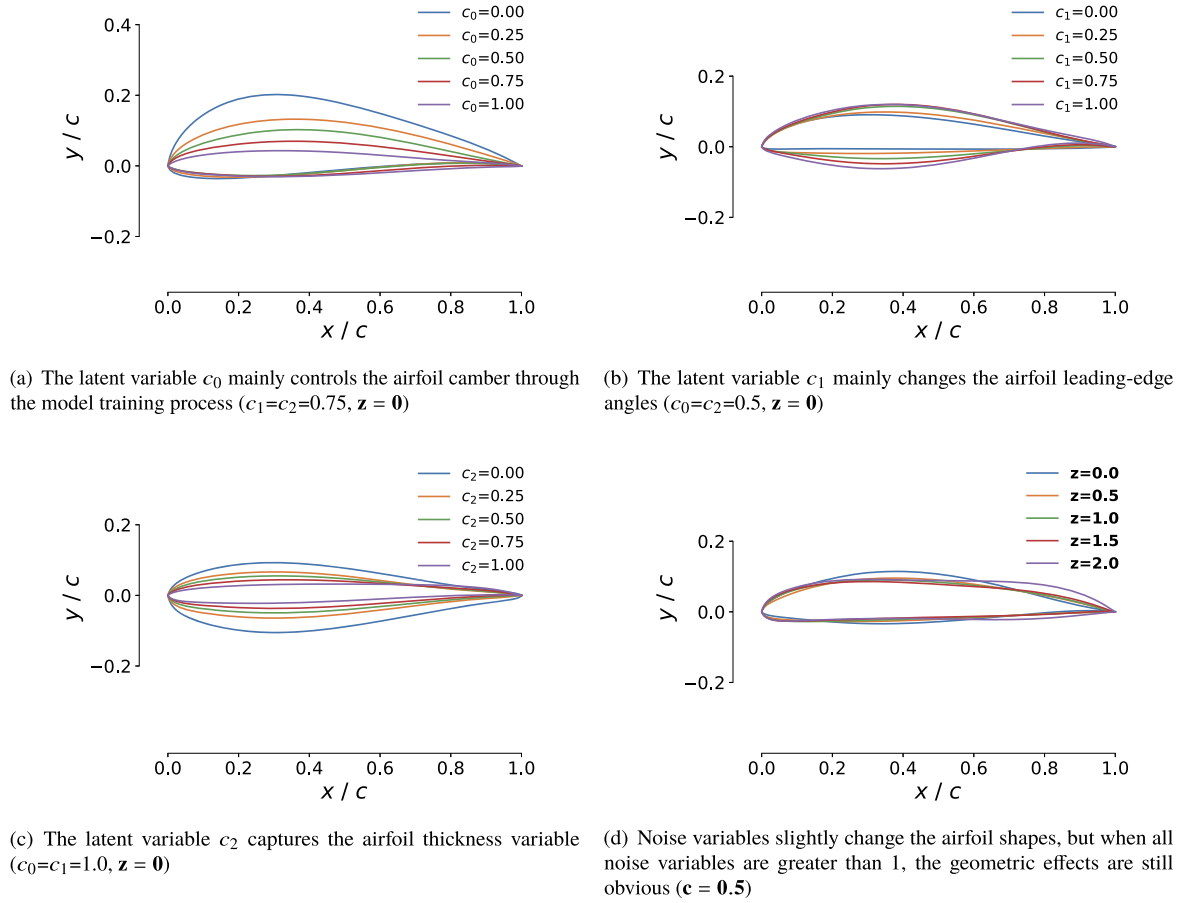 c0=0.00
c0=0.25
c0=0.50
c0=0.75
c0=1.00
0.4
0.2
0.0
−0.2
y / c
0.0 0.2 0.4 0.6 0.8 1.0
x / c
(a) The latent variable c0 mainly controls the airfoil camber through
the model training process (c1=c2=0.75, z = 0)
c1=0.00
c1=0.25
c1=0.50
c1=0.75
c1=1.00
0.2
0.0
−0.2
y / c
0.0 0.2 0.4 0.6 0.8 1.0
x / c
(b) The latent variable c1 mainly changes the airfoil leading-edge
angles (c0=c2=0.5, z = 0)
c2=0.00
c2=0.25
c2=0.50
c2=0.75
c2=1.00
0.2
0.0
−0.2
y / c
0.0 0.2 0.4 0.6 0.8 1.0
x / c
(c) The latent variable c2 captures the airfoil thickness variable
(c0=c1=1.0, z = 0)
z=0.0
z=0.5
z=1.0
z=1.5
z=2.0
0.2
0.0
−0.2
y / c
0.0 0.2 0.4 0.6 0.8 1.0
x / c
(d) Noise variables slightly change the airfoil shapes, but when all
noise variables are greater than 1, the geometric effects are still
obvious (c = 0.5)